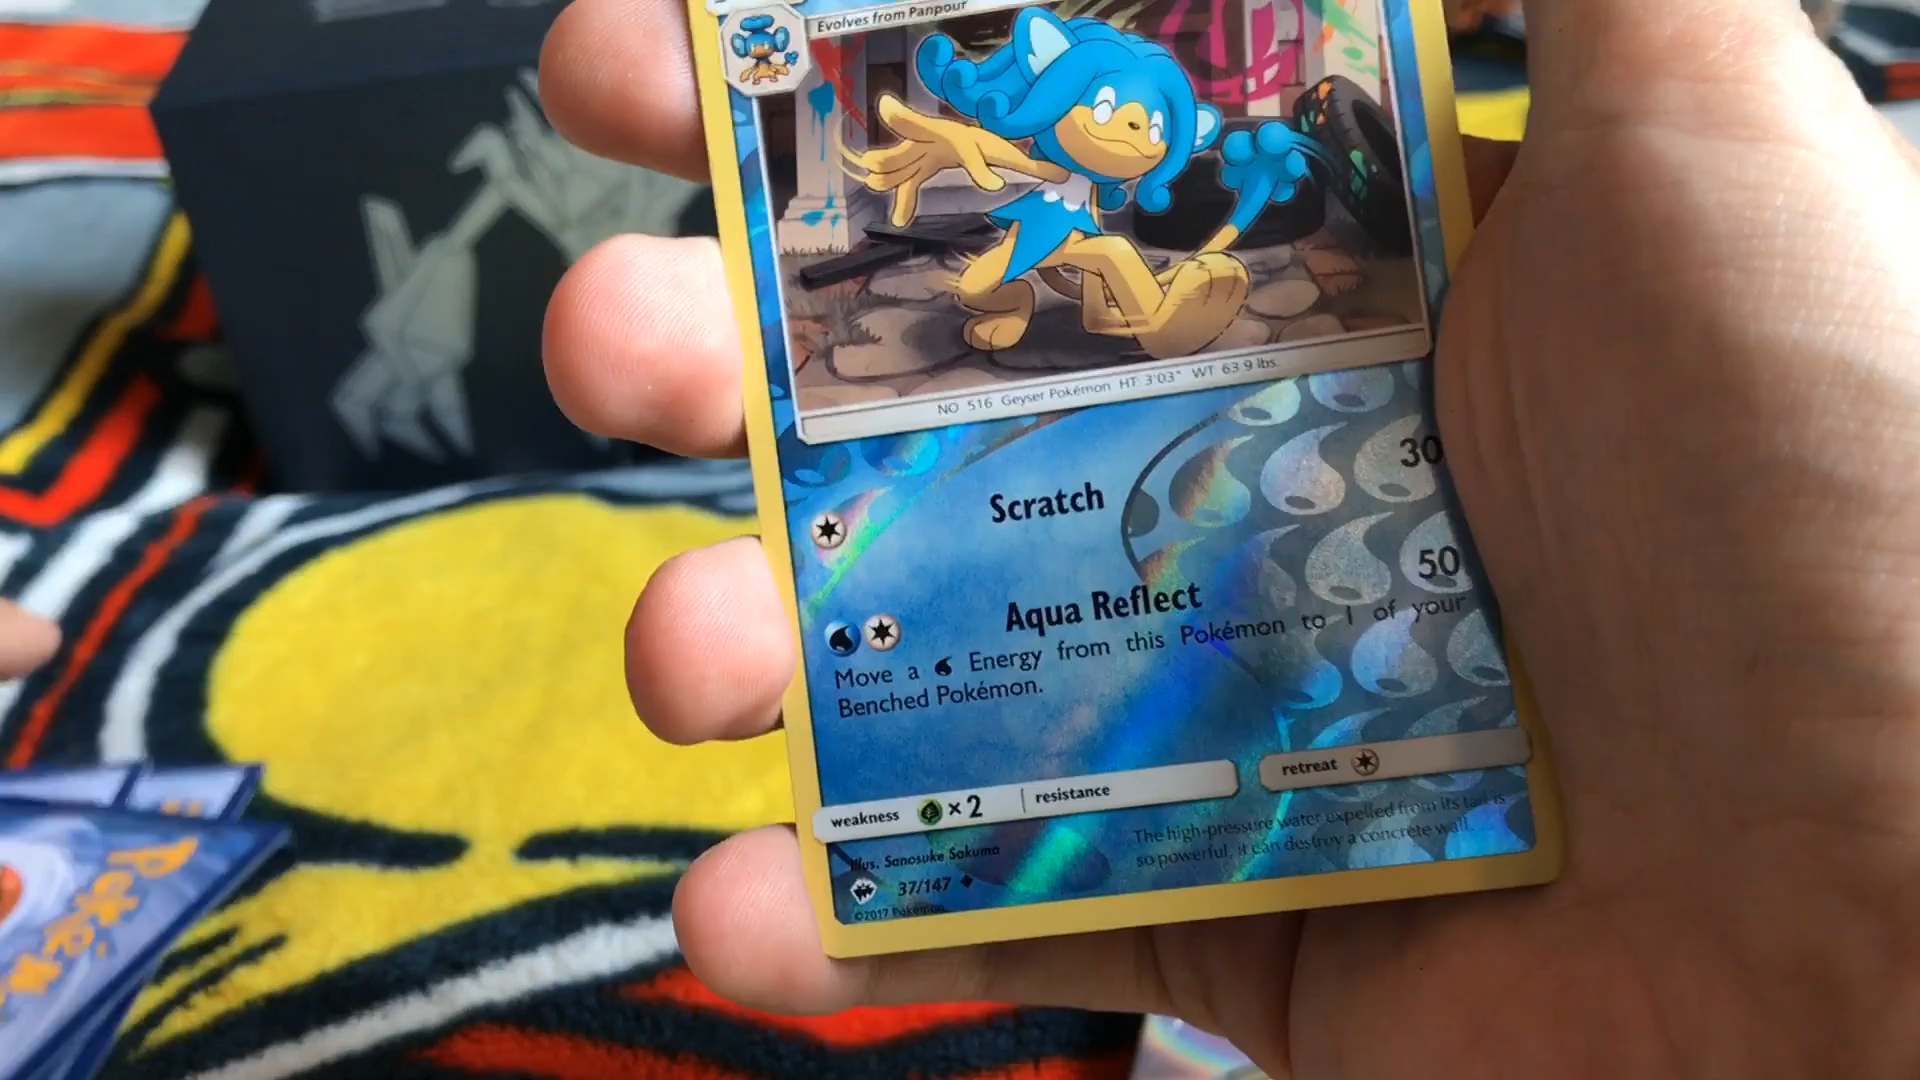 Evolves from Panpour
NO 516 Geyser Pokémon HT: 3'03" WT: 63.9 lbs.
Scratch 30
Aqua Reflect 50
Move a Energy from this Pokémon to 1 of your
Benched Pokémon.
weakness ×2 resistance retreat
The high-pressure water expelled from its tail is
so powerful, it can destroy a concrete wall.
Illus. Sanosuke Sakuma
37/147
©2017 Pokémon